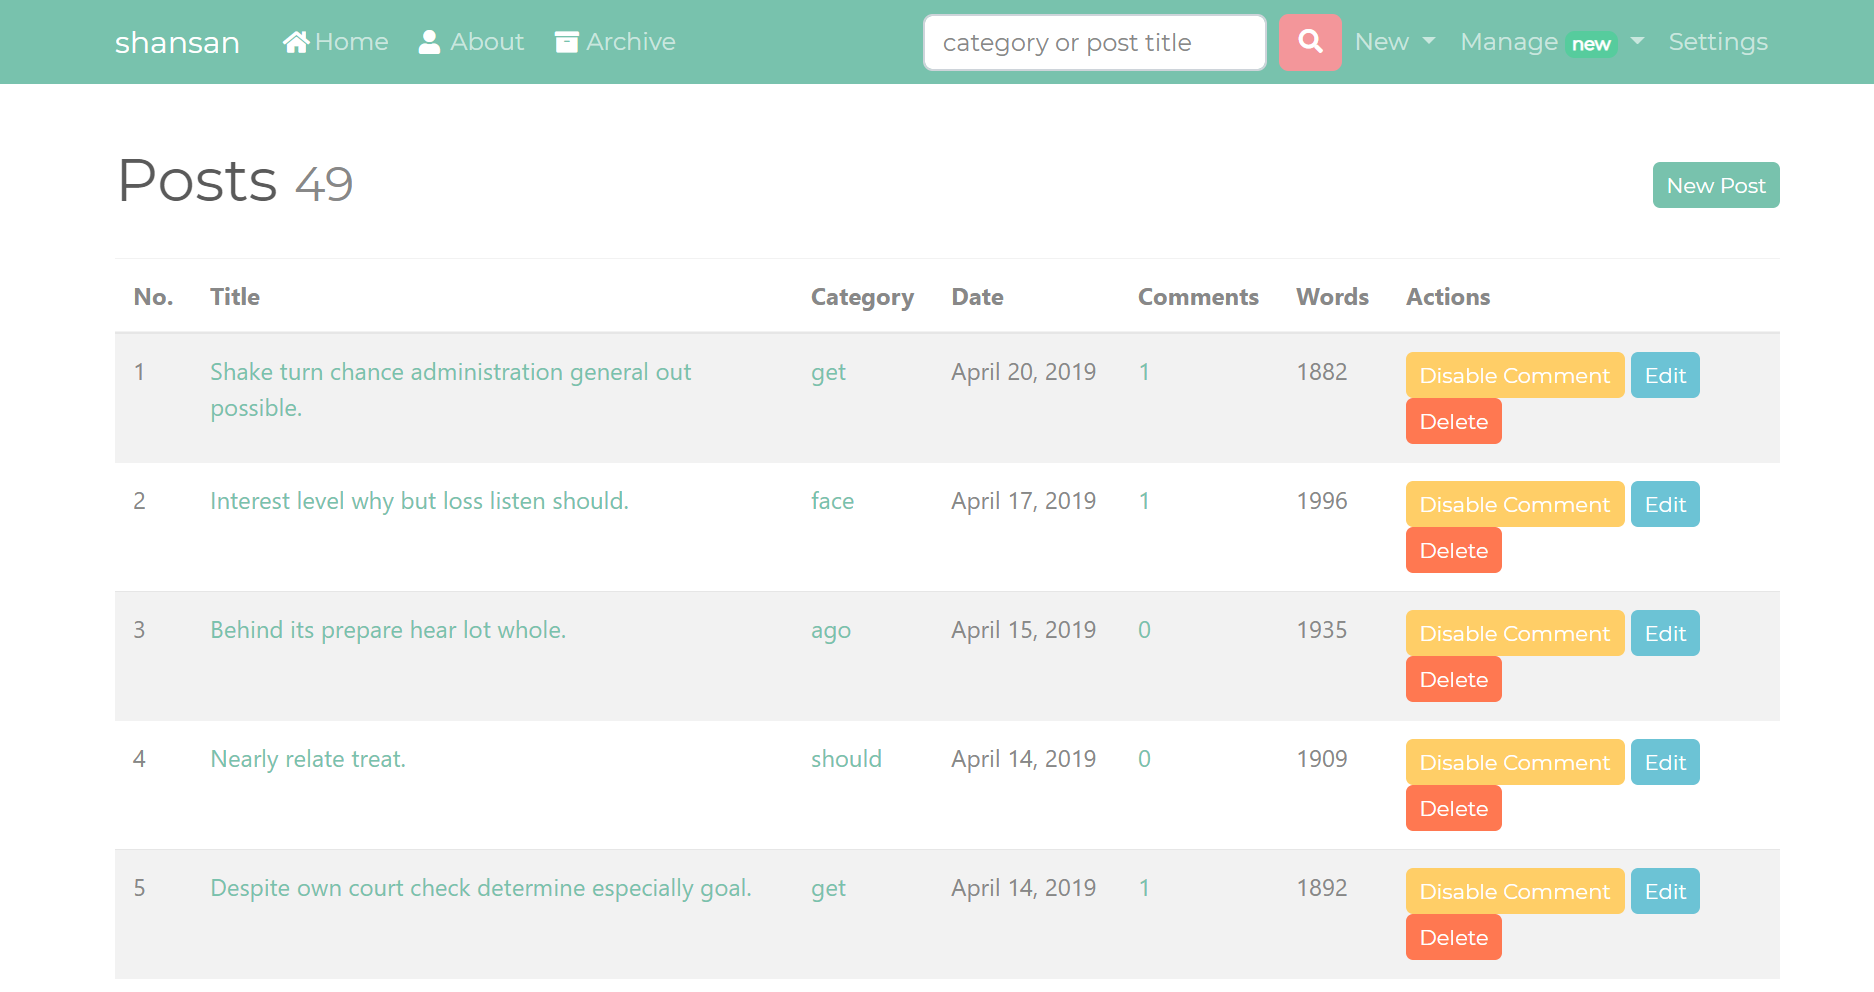 shansan Home About Archive category or post title New Manage new Settings
Posts 49 New Post
No. Title Category Date Comments Words Actions
1 Shake turn chance administration general out possible. get April 20, 2019 1 1882 Disable Comment Edit
Delete
2 Interest level why but loss listen should. face April 17, 2019 1 1996 Disable Comment Edit
Delete
3 Behind its prepare hear lot whole. ago April 15, 2019 0 1935 Disable Comment Edit
Delete
4 Nearly relate treat. should April 14, 2019 0 1909 Disable Comment Edit
Delete
5 Despite own court check determine especially goal. get April 14, 2019 1 1892 Disable Comment Edit
Delete